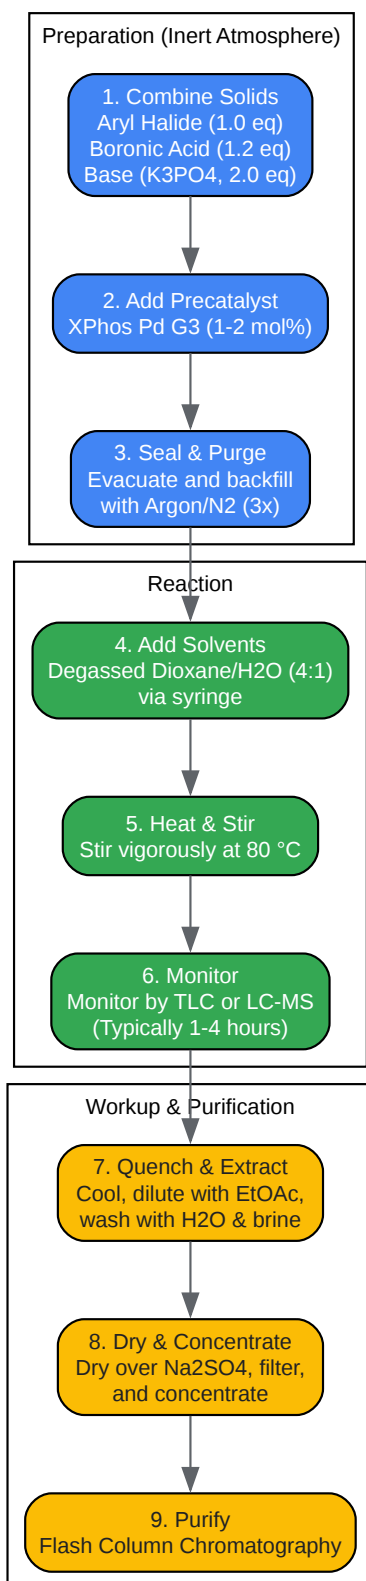 Preparation (Inert Atmosphere)
1. Combine Solids
Aryl Halide (1.0 eq)
Boronic Acid (1.2 eq)
Base (K3PO4, 2.0 eq)
2. Add Precatalyst
XPhos Pd G3 (1-2 mol%)
3. Seal & Purge
Evacuate and backfill
with Argon/N2 (3x)
Reaction
4. Add Solvents
Degassed Dioxane/H2O (4:1)
via syringe
5. Heat & Stir
Stir vigorously at 80 °C
6. Monitor
Monitor by TLC or LC-MS
(Typically 1-4 hours)
Workup & Purification
7. Quench & Extract
Cool, dilute with EtOAc,
wash with H2O & brine
8. Dry & Concentrate
Dry over Na2SO4, filter,
and concentrate
9. Purify
Flash Column Chromatography